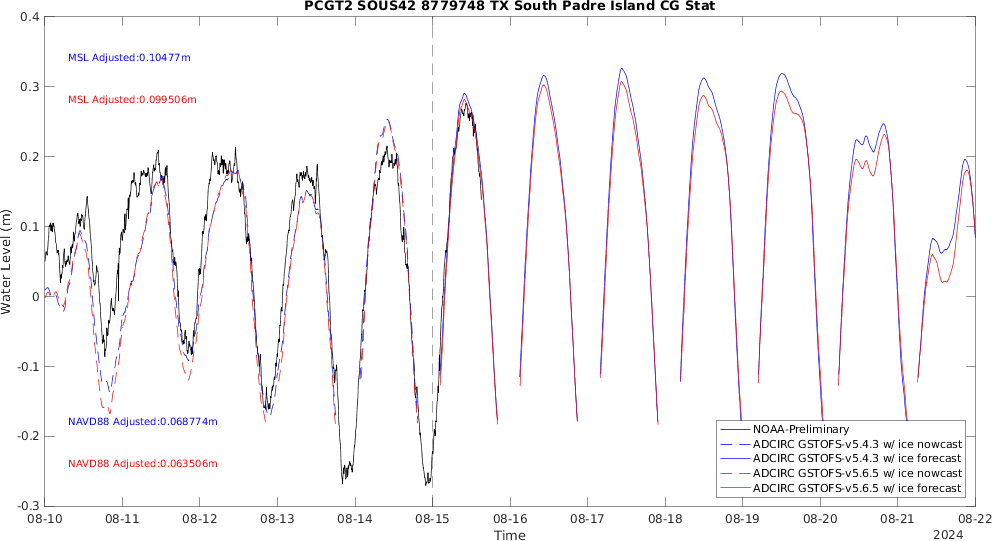 PCGT2 SOUS42 8779748 TX South Padre Island CG Stat
0.4
0.3
0.2
0.1
0
-0.1
-0.2
-0.3
Water Level (m)
MSL Adjusted:0.10477m
MSL Adjusted:0.099506m
NAVD88 Adjusted:0.068774m
NAVD88 Adjusted:0.063506m
NOAA-Preliminary
ADCIRC GSTOFS-v5.4.3 w/ ice nowcast
ADCIRC GSTOFS-v5.4.3 w/ ice forecast
ADCIRC GSTOFS-v5.6.5 w/ ice nowcast
ADCIRC GSTOFS-v5.6.5 w/ ice forecast
08-10 08-11 08-12 08-13 08-14 08-15 08-16 08-17 08-18 08-19 08-20 08-21 08-22
Time
2024